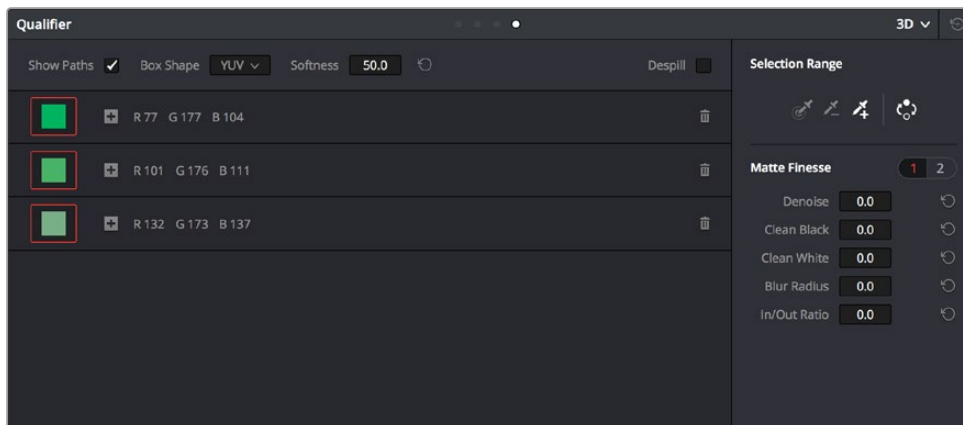 Qualifier 3D
Show Paths Box Shape YUV Softness 50.0 Despill
R 77 G 177 B 104
R 101 G 176 B 111
R 132 G 173 B 137
Selection Range
Matte Finesse 1 2
Denoise 0.0
Clean Black 0.0
Clean White 0.0
Blur Radius 0.0
In/Out Ratio 0.0